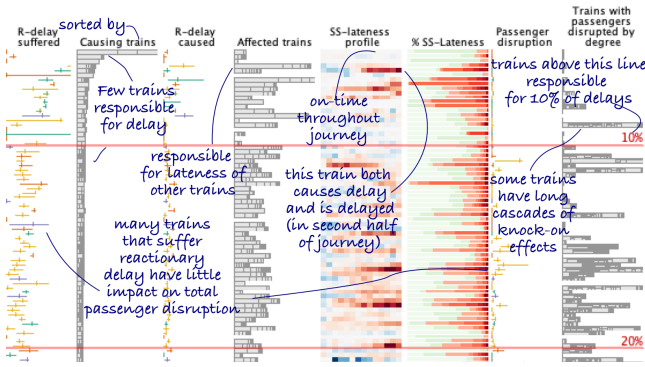 sorted by
R-delay
suffered
Causing trains
R-delay
caused
Affected trains
SS-lateness
profile
% SS-Lateness
Passenger
disruption
Trains with
passengers
disrupted by
degree
Few trains
responsible
for delay
on-time
throughout
journey
trains above this line
responsible
for 10% of delays
10%
responsible
for lateness of
other trains
this train both
causes delay
and is delayed
(in second half
of journey)
some trains
have long
cascades of
knock-on
effects
many trains
that suffer
reactionary
delay have little
impact on total
passenger disruption
20%